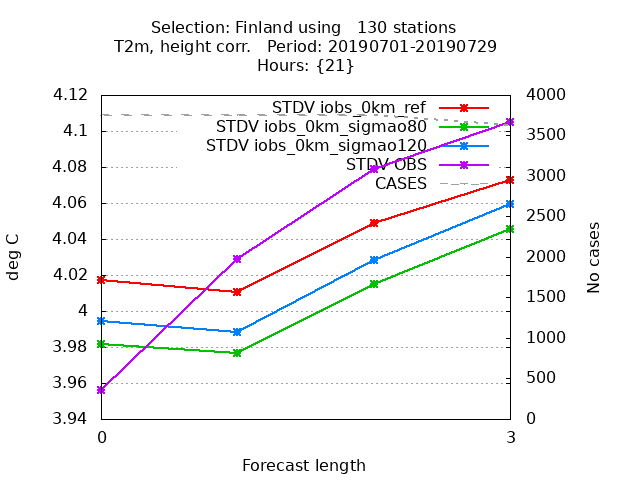 Selection: Finland using   130 stations
T2m, height corr.   Period: 20190701-20190729
Hours: {21}
4.12
4.1
4.08
4.06
4.04
4.02
4
3.98
3.96
3.94
deg C
STDV iobs_0km_ref
STDV iobs_0km_sigmao80
STDV iobs_0km_sigmao120
STDV OBS
CASES
4000
3500
3000
2500
2000
1500
1000
500
0
No cases
0
3
Forecast length